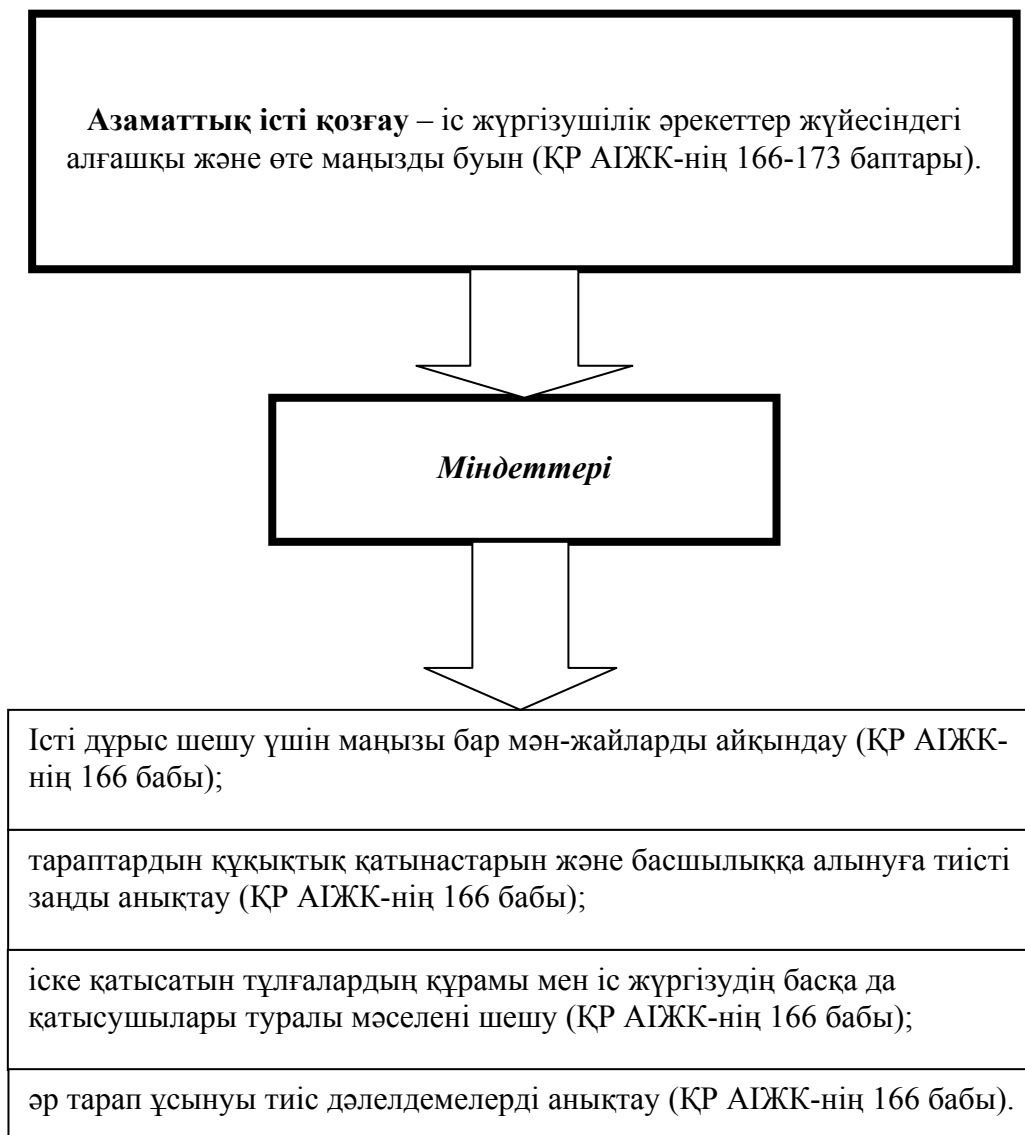 Азаматтық істі қозғау – іс жүргізушілік әрекеттер жүйесіндегі
алғашқы және өте маңызды буын (ҚР АІЖК-нің 166-173 баптары).
Міндеттері
Істі дұрыс шешу үшін маңызы бар мән-жайларды айқындау (ҚР АІЖК-
нің 166 бабы);
тараптардын құқықтық қатынастарын және басшылыққа алынуға тиісті
заңды анықтау (ҚР АІЖК-нің 166 бабы);
іске қатысатын тұлғалардың құрамы мен іс жүргізудің басқа да
қатысушылары туралы мәселені шешу (ҚР АІЖК-нің 166 бабы);
әр тарап ұсынуы тиіс дәлелдемелерді анықтау (ҚР АІЖК-нің 166 бабы).